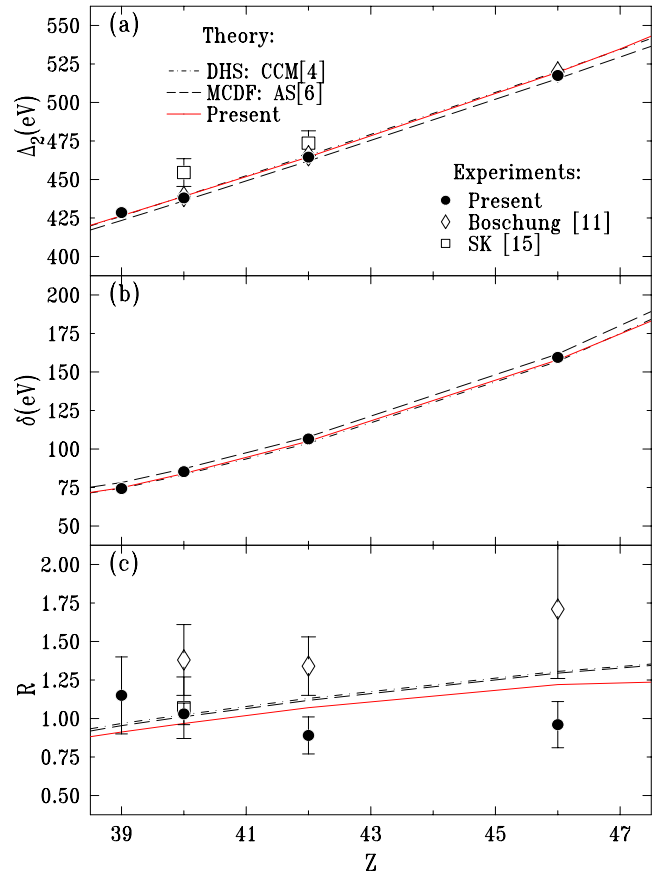 (a)
Theory:
DHS: CCM[4]
MCDF: AS[6]
Present
Experiments:
Present
Boschung [11]
SK [15]
Δ₂(eV)
550
525
500
475
450
425
400
(b)
δ(eV)
200
175
150
125
100
75
50
(c)
R
2.00
1.75
1.50
1.25
1.00
0.75
0.50
39 41 43 45 47
Z